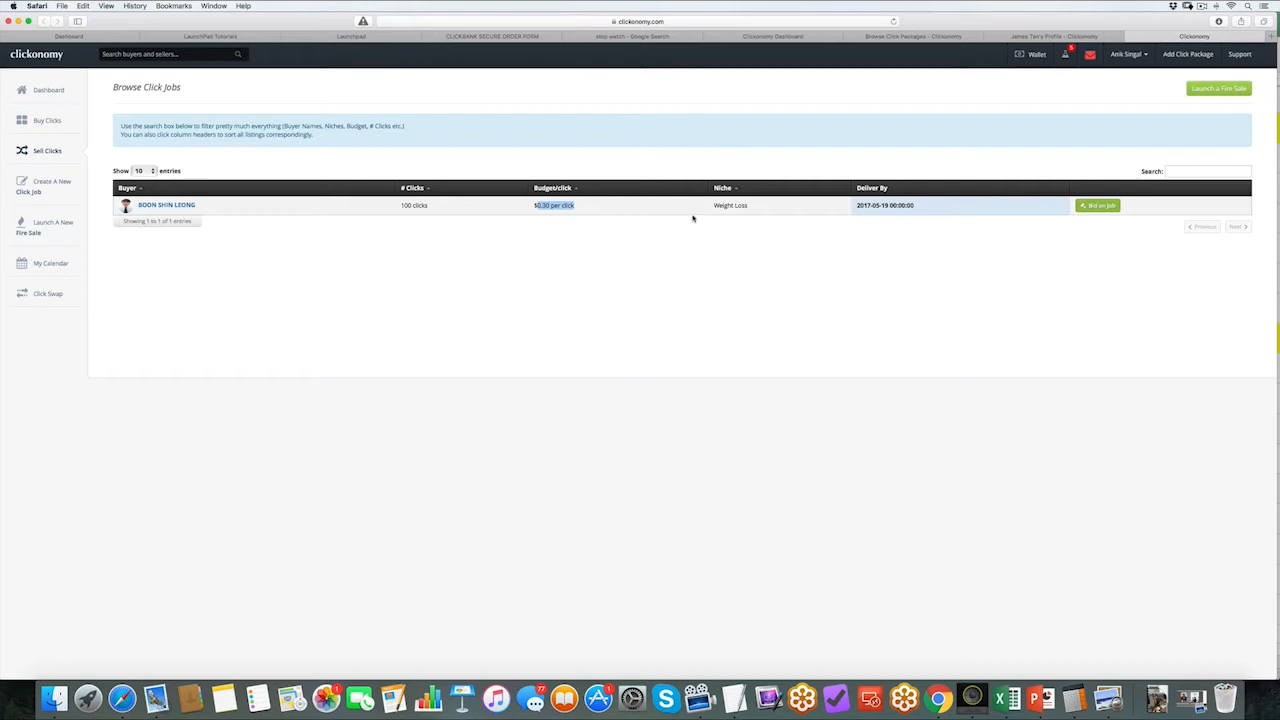 Safari File Edit View History Bookmarks Window Help
clickonomy.com
Dashboard LaunchPad Tutorials Launchpad CLICKBANK SECURE ORDER FORM stop watch - Google Search Clickonomy Dashboard Browse Click Packages - Clickonomy James Tan's Profile - Clickonomy Clickonomy
clickonomy Search buyers and sellers... Wallet 5 Anik Singal Add Click Package Support
Dashboard
Buy Clicks
Sell Clicks
Create A New
Click Job
Launch A New
Fire Sale
My Calendar
Click Swap
Browse Click Jobs
Launch a Fire Sale
Use the search box below to filter pretty much everything (Buyer Names, Niches, Budget, # Clicks etc.)
You can also click column headers to sort all listings correspondingly.
Show 10 entries Search:
Buyer # Clicks Budget/click Niche Deliver By
BOON SHIN LEONG 100 clicks $0.30 per click Weight Loss 2017-05-19 00:00:00 Bid on Job
Showing 1 to 1 of 1 entries
Previous Next
1 77 1